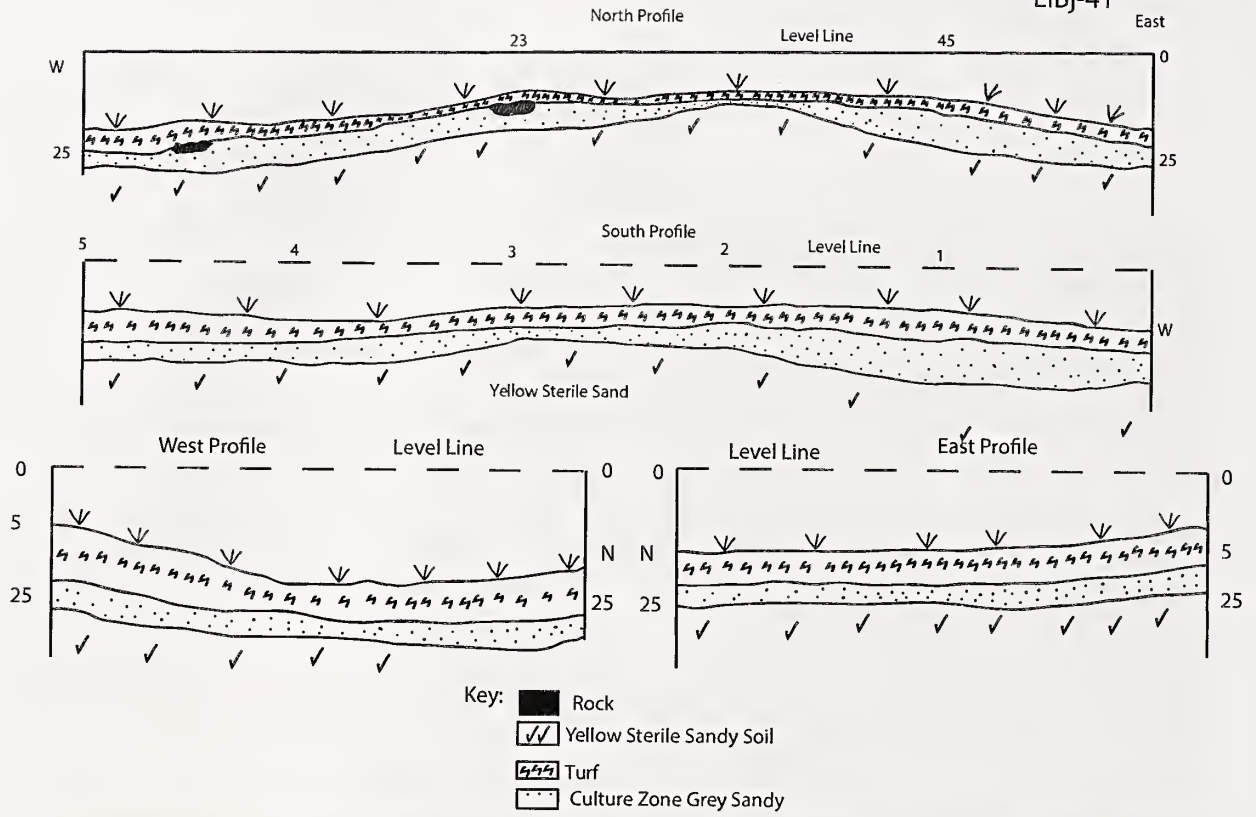 North Profile
East
23 Level Line 45
W 0
25 25
South Profile
5 4 3 2 Level Line 1
W
Yellow Sterile Sand
West Profile Level Line
0 0
5
N
25 25
Level Line East Profile
0 0
N 5
25 25
Key:
Rock
Yellow Sterile Sandy Soil
Turf
Culture Zone Grey Sandy